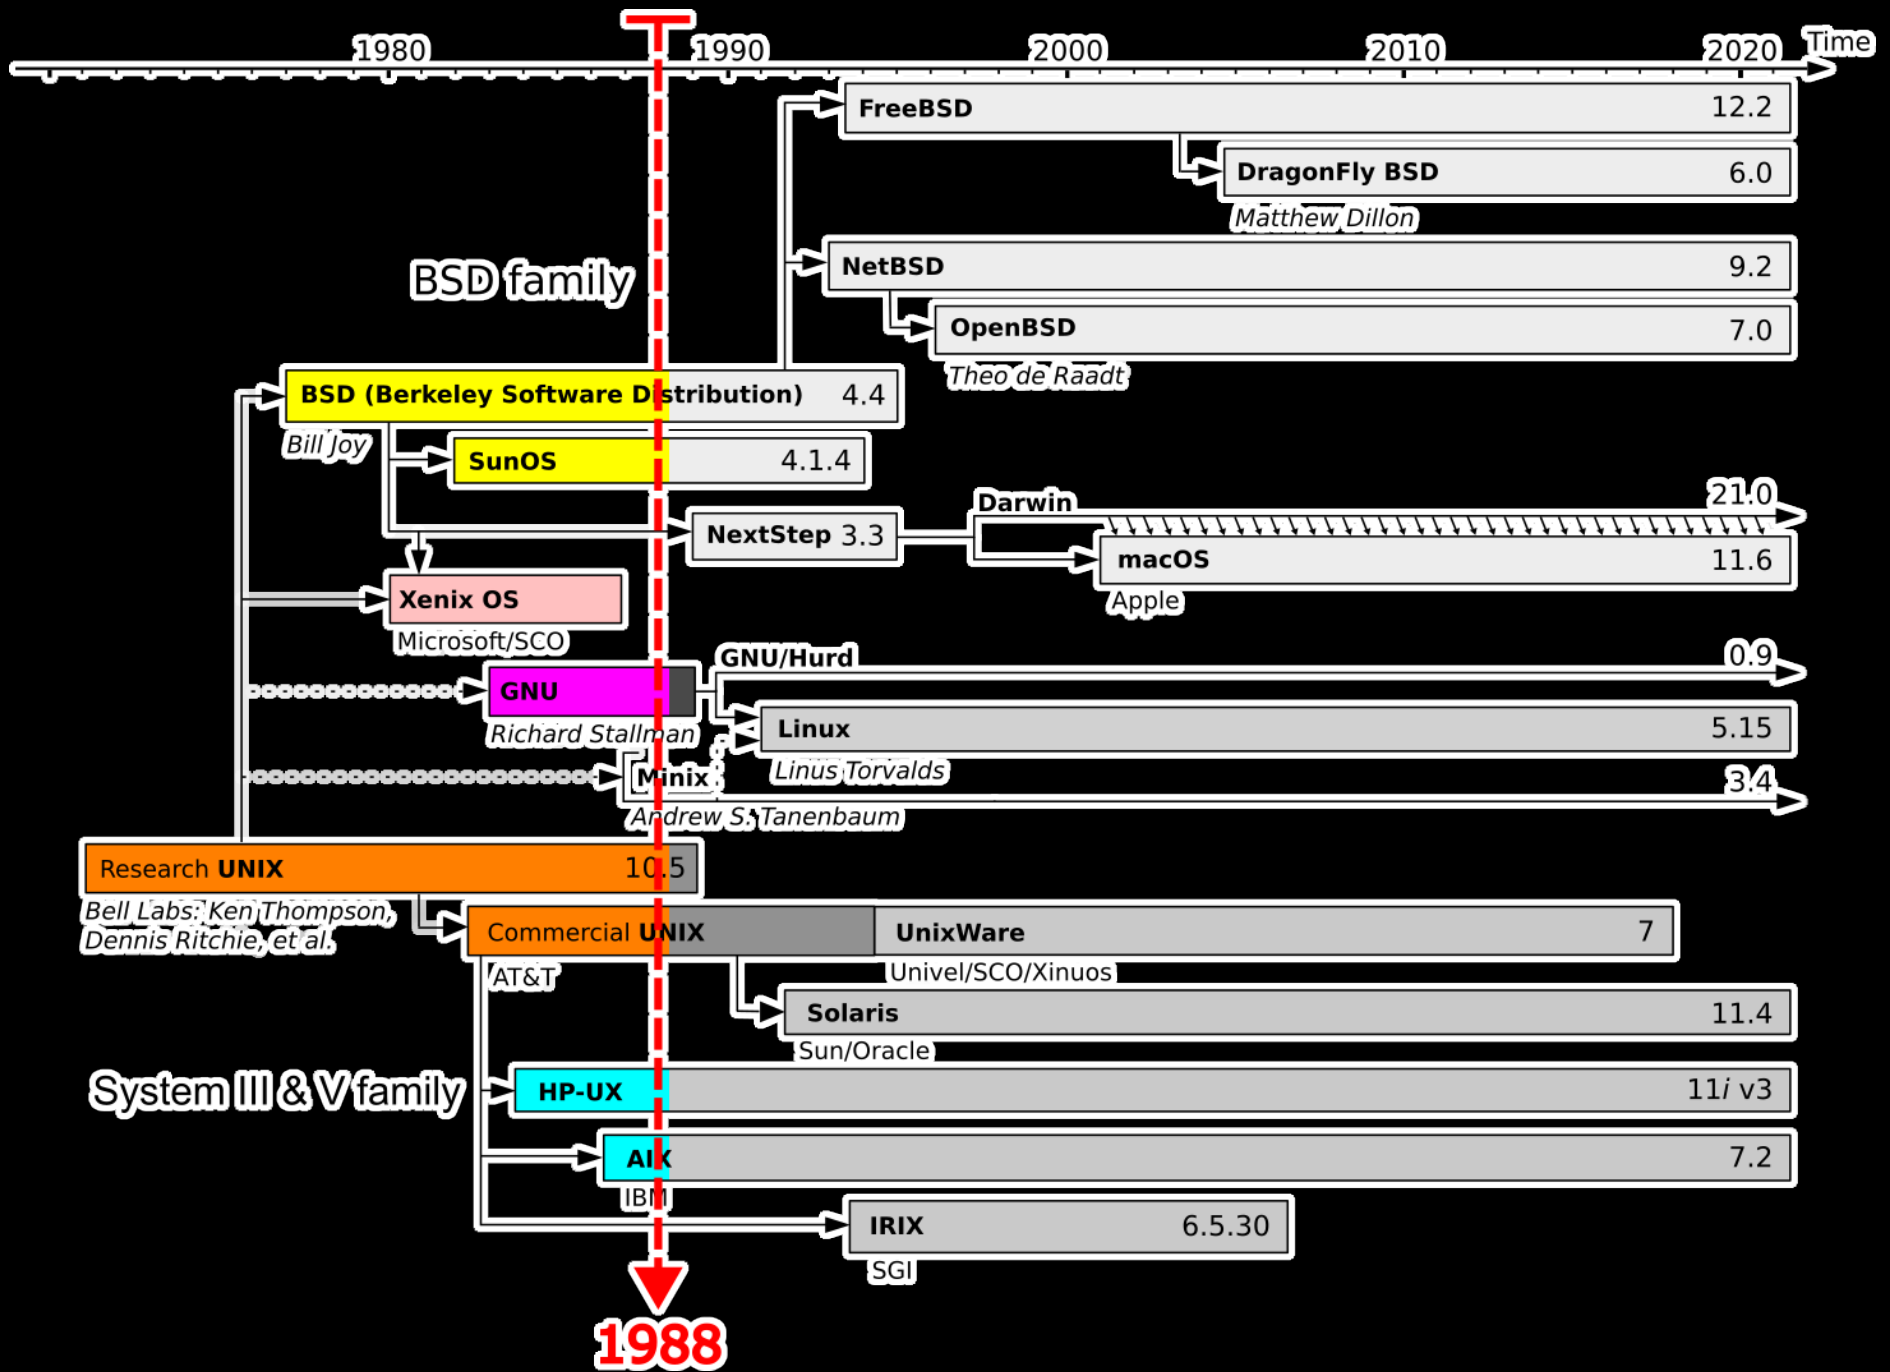 1980 1990 2000 2010 2020 Time
FreeBSD 12.2
DragonFly BSD 6.0
Matthew Dillon
BSD family
NetBSD 9.2
OpenBSD 7.0
Theo de Raadt
BSD (Berkeley Software Distribution) 4.4
Bill Joy
SunOS 4.1.4
Darwin 21.0
NextStep 3.3
macOS 11.6
Apple
Xenix OS
Microsoft/SCO
GNU/Hurd 0.9
GNU
Richard Stallman
Linux 5.15
Linus Torvalds
Minix 3.4
Andrew S. Tanenbaum
Research UNIX 10.5
Bell Labs: Ken Thompson,
Dennis Ritchie, et al.
Commercial UNIX
AT&T
UnixWare 7
Univel/SCO/Xinuos
Solaris 11.4
Sun/Oracle
System III & V family
HP-UX 11i v3
AIX 7.2
IBM
IRIX 6.5.30
SGI
1988